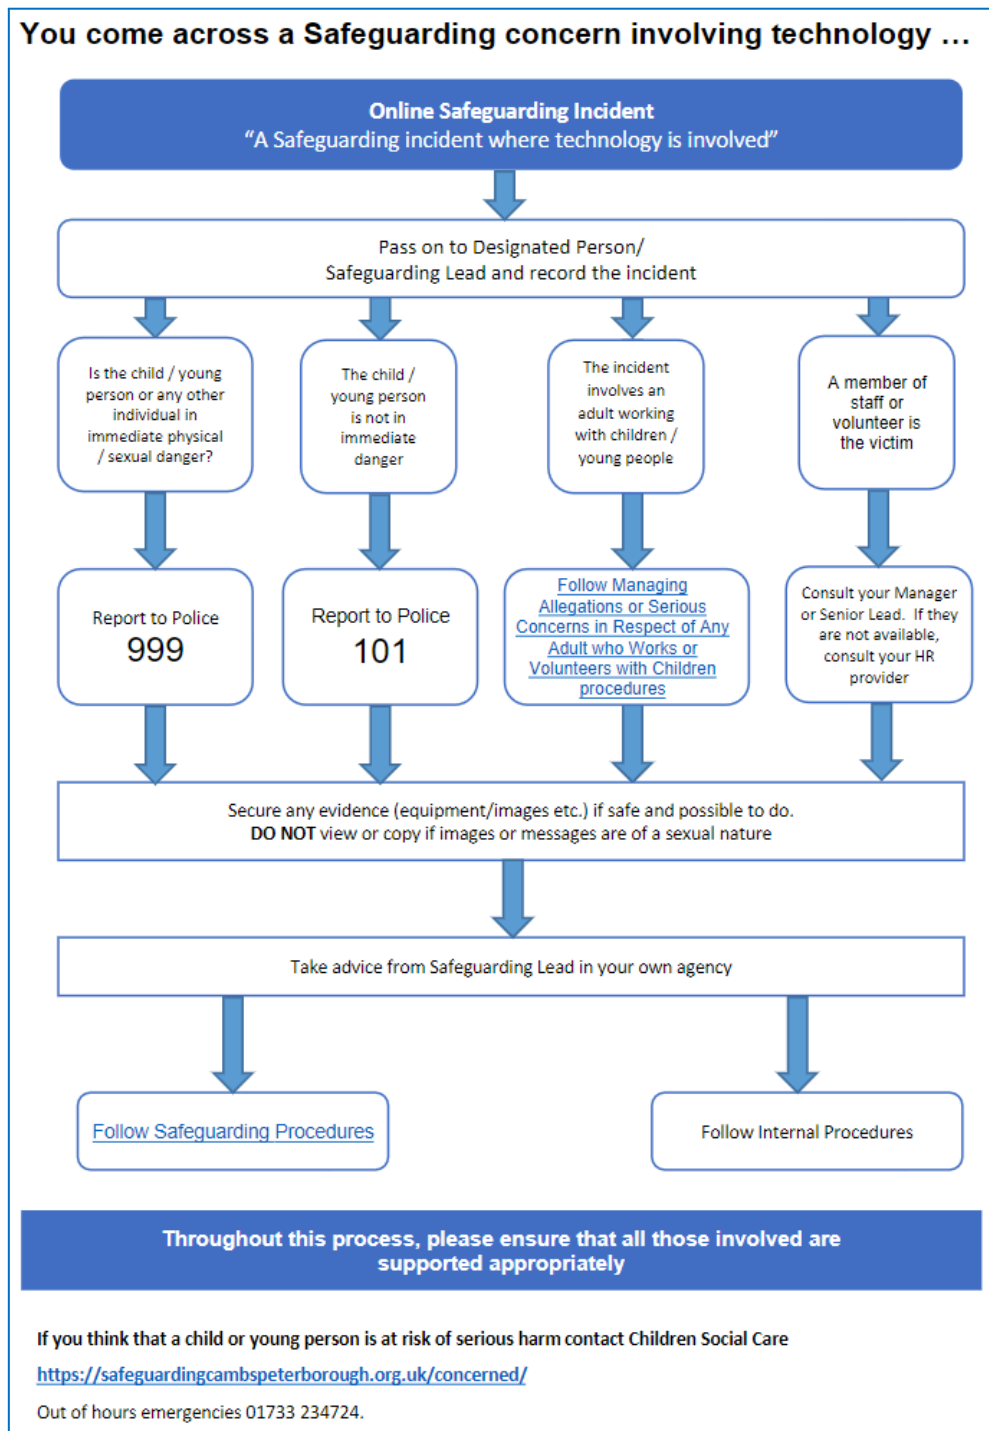 You come across a Safeguarding concern involving technology ...
Online Safeguarding Incident
“A Safeguarding incident where technology is involved”
Pass on to Designated Person/
Safeguarding Lead and record the incident
Is the child / young
person or any other
individual in
immediate physical
/ sexual danger?
The child /
young person
is not in
immediate
danger
The incident
involves an
adult working
with children /
young people
A member of
staff or
volunteer is
the victim
Report to Police
999
Report to Police
101
Follow Managing
Allegations or Serious
Concerns in Respect of Any
Adult who Works or
Volunteers with Children
procedures
Consult your Manager
or Senior Lead.  If they
are not available,
consult your HR
provider
Secure any evidence (equipment/images etc.) if safe and possible to do.
DO NOT view or copy if images or messages are of a sexual nature
Take advice from Safeguarding Lead in your own agency
Follow Safeguarding Procedures
Follow Internal Procedures
Throughout this process, please ensure that all those involved are
supported appropriately
If you think that a child or young person is at risk of serious harm contact Children Social Care
https://safeguardingcambspeterborough.org.uk/concerned/
Out of hours emergencies 01733 234724.